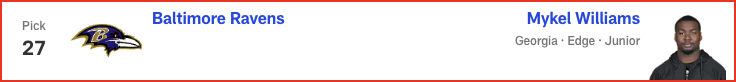 Pick
27
B
Baltimore Ravens
Mykel Williams
Georgia · Edge · Junior